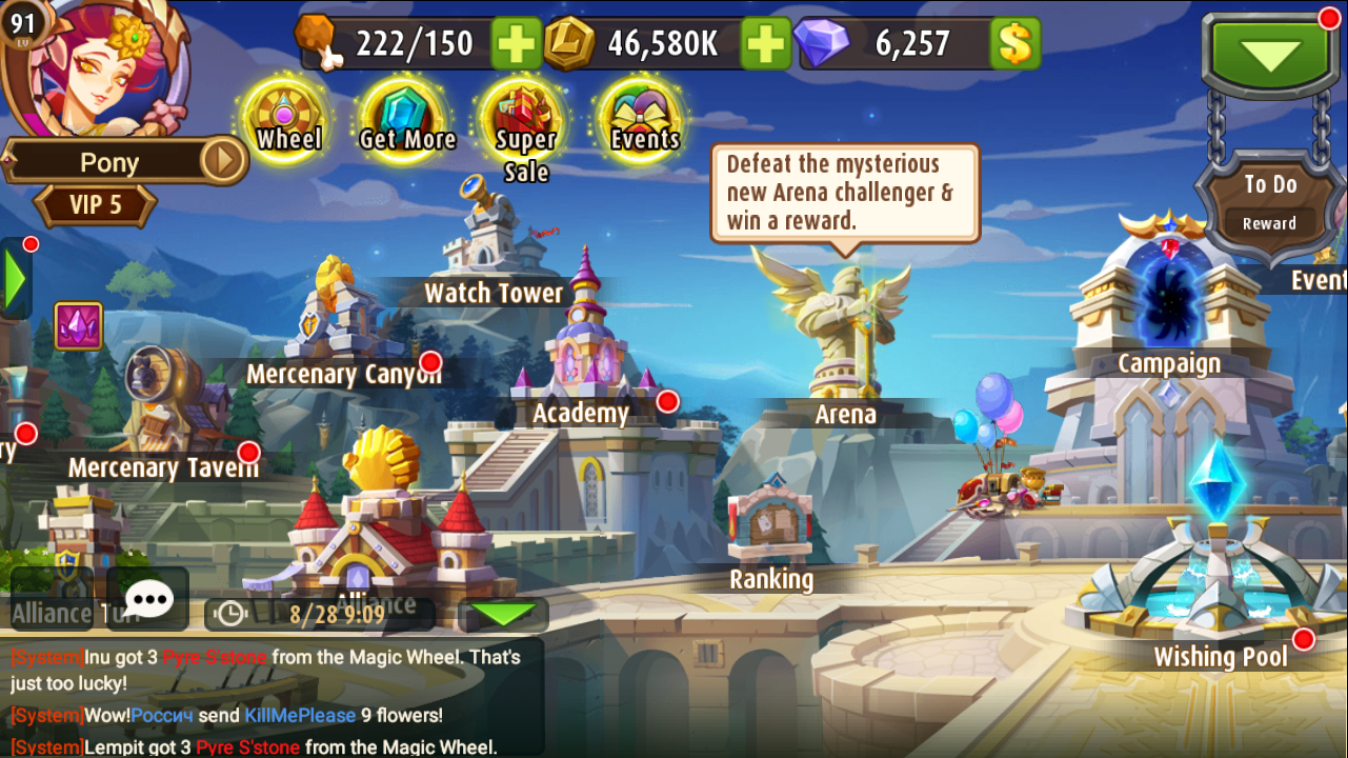 91
LV
222/150
46,580K
6,257
Wheel
Get More
Super
Sale
Events
Pony
VIP 5
Defeat the mysterious
new Arena challenger &
win a reward.
To Do
Reward
Event
Watch Tower
Mercenary Canyon
Campaign
Academy
Arena
ry
Mercenary Tavern
Ranking
Alliance Tur
Alliance
8/28 9:09
Wishing Pool
[System]Inu got 3 Pyre S'stone from the Magic Wheel. That's
just too lucky!
[System]Wow!Россич send KillMePlease 9 flowers!
[System]Lempit got 3 Pyre S'stone from the Magic Wheel.